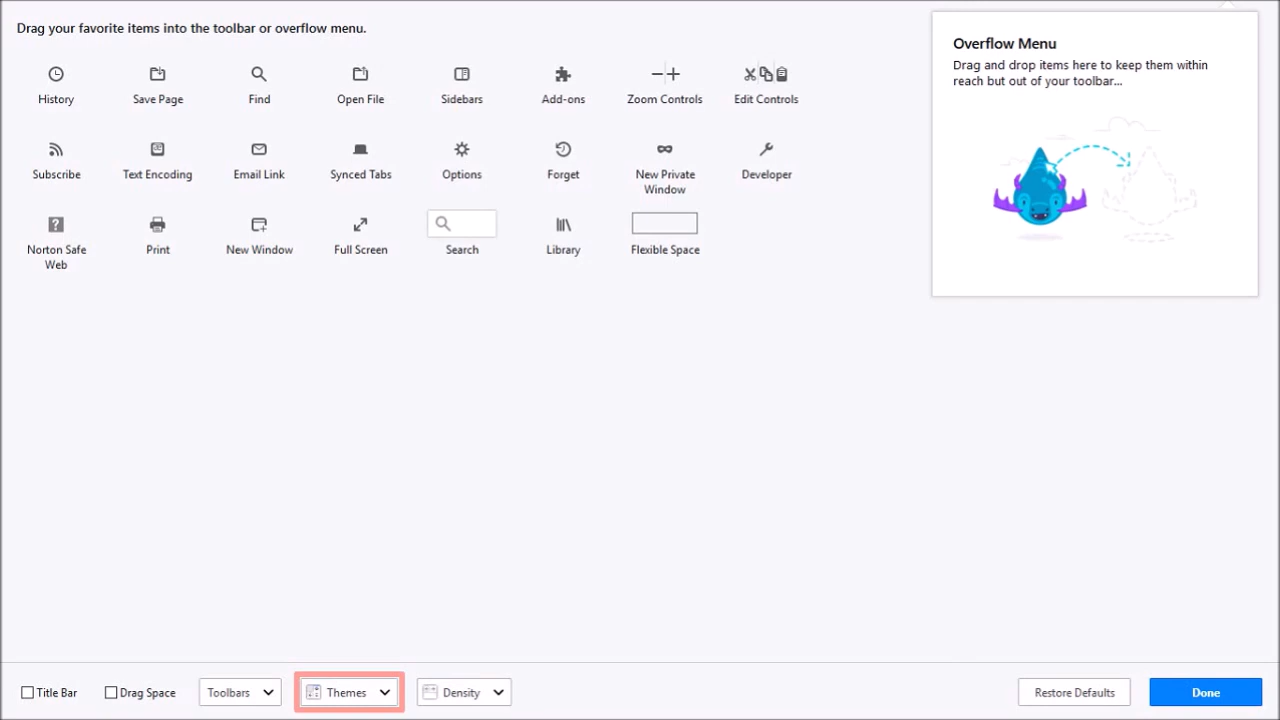 Drag your favorite items into the toolbar or overflow menu.
Overflow Menu
Drag and drop items here to keep them within
reach but out of your toolbar...
History
Save Page
Find
Open File
Sidebars
Add-ons
Zoom Controls
Edit Controls
Subscribe
Text Encoding
Email Link
Synced Tabs
Options
Forget
New Private
Window
Developer
Norton Safe
Web
Print
New Window
Full Screen
Search
Library
Flexible Space
Title Bar
Drag Space
Toolbars
Themes
Density
Restore Defaults
Done